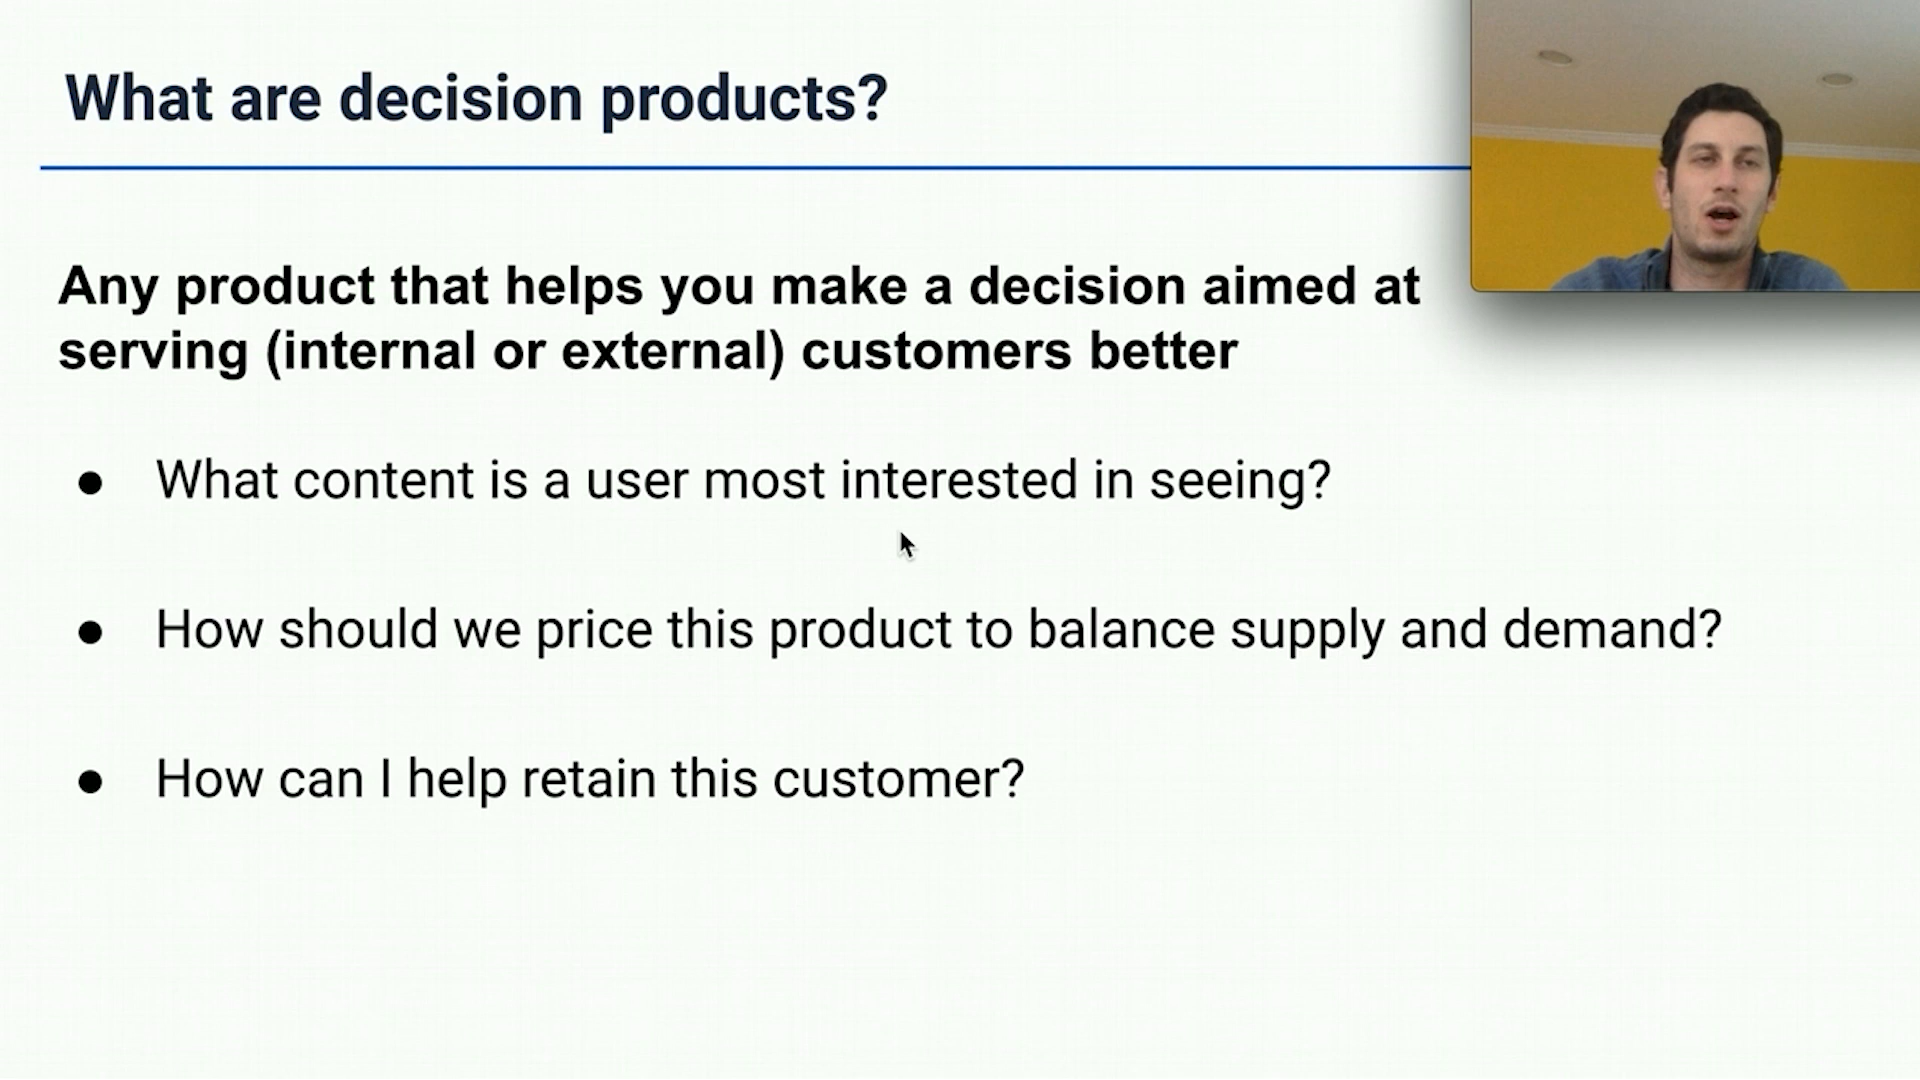 What are decision products?
Any product that helps you make a decision aimed at
serving (internal or external) customers better
● What content is a user most interested in seeing?
● How should we price this product to balance supply and demand?
● How can I help retain this customer?